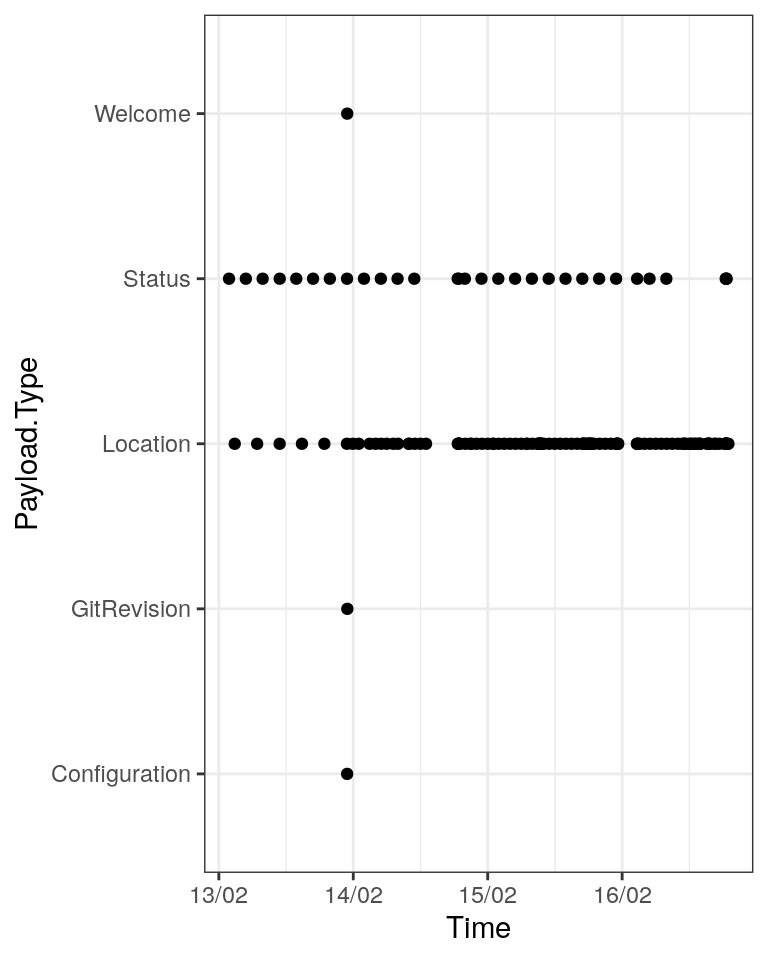 Welcome
Status
Location
GitRevision
Configuration
Payload.Type
13/02 14/02 15/02 16/02
Time